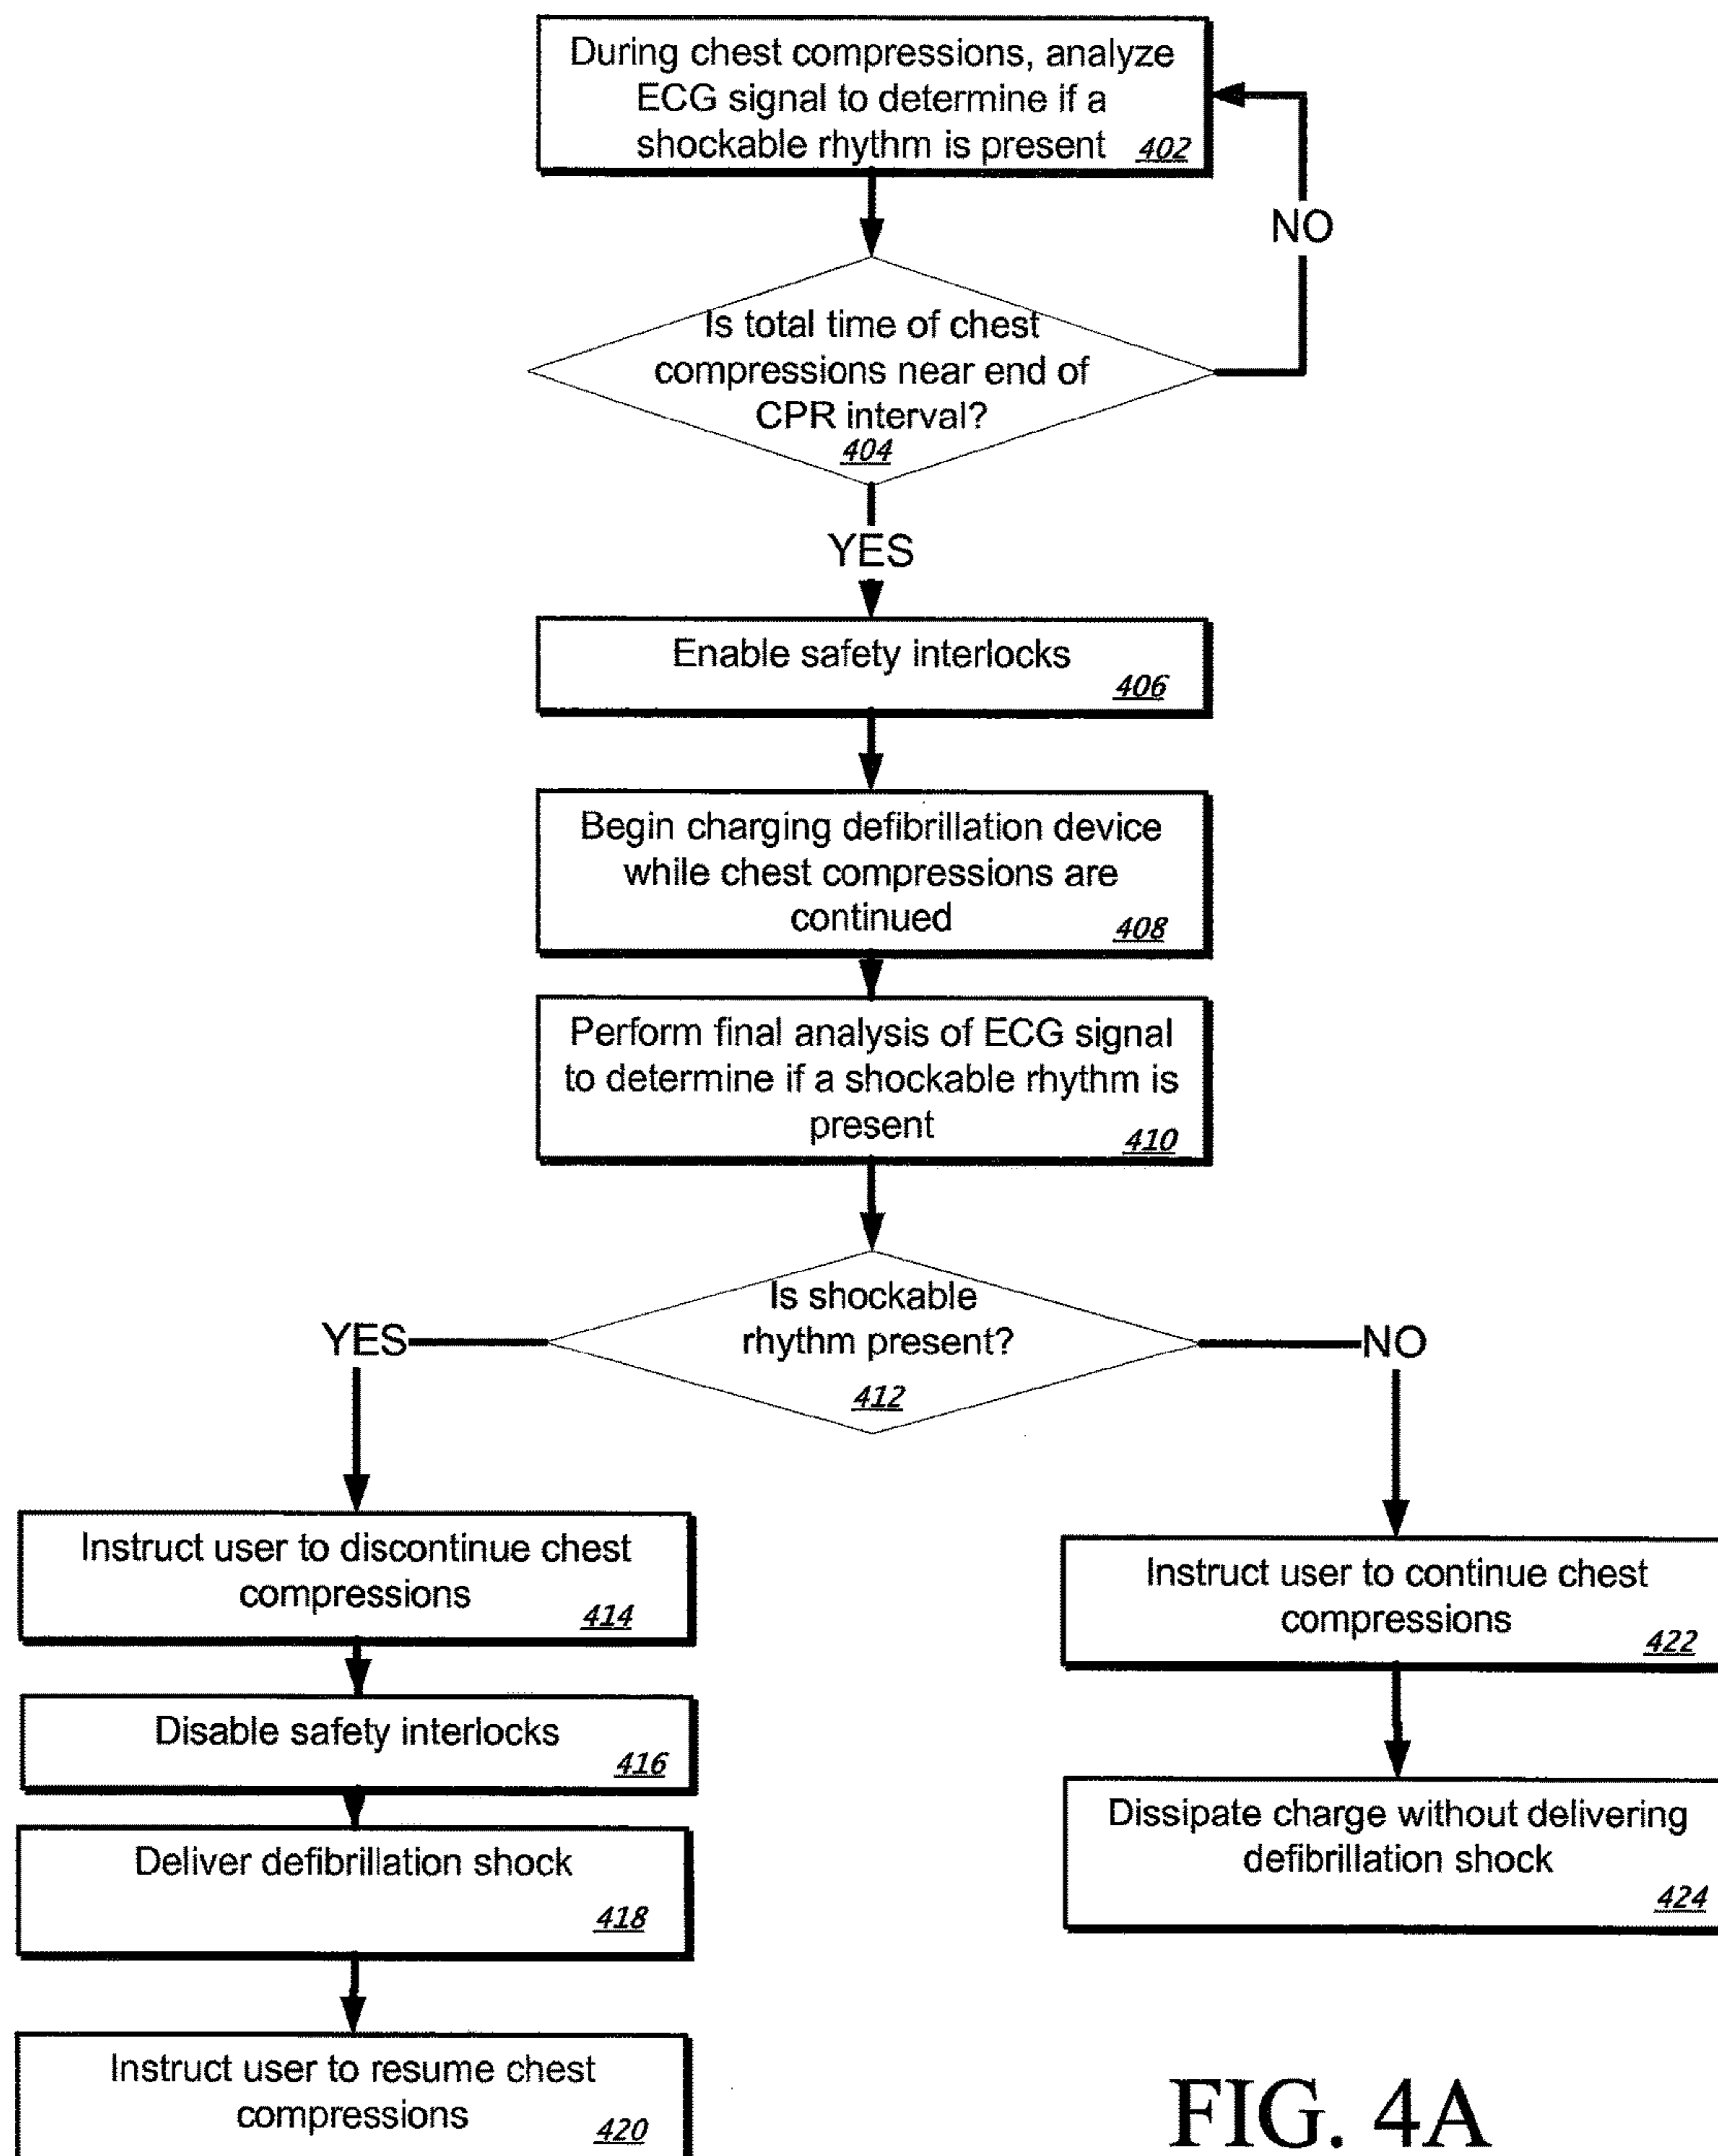 During chest compressions, analyze
ECG signal to determine if a
shockable rhythm is present 402
NO
Is total time of chest
compressions near end of
CPR interval?
404
YES
Enable safety interlocks
406
Begin charging defibrillation device
while chest compressions are
continued 408
Perform final analysis of ECG signal
to determine if a shockable rhythm is
present 410
Is shockable
rhythm present?
412
YES
NO
Instruct user to discontinue chest
compressions 414
Disable safety interlocks
416
Deliver defibrillation shock
418
Instruct user to resume chest
compressions 420
Instruct user to continue chest
compressions 422
Dissipate charge without delivering
defibrillation shock
424
FIG. 4A